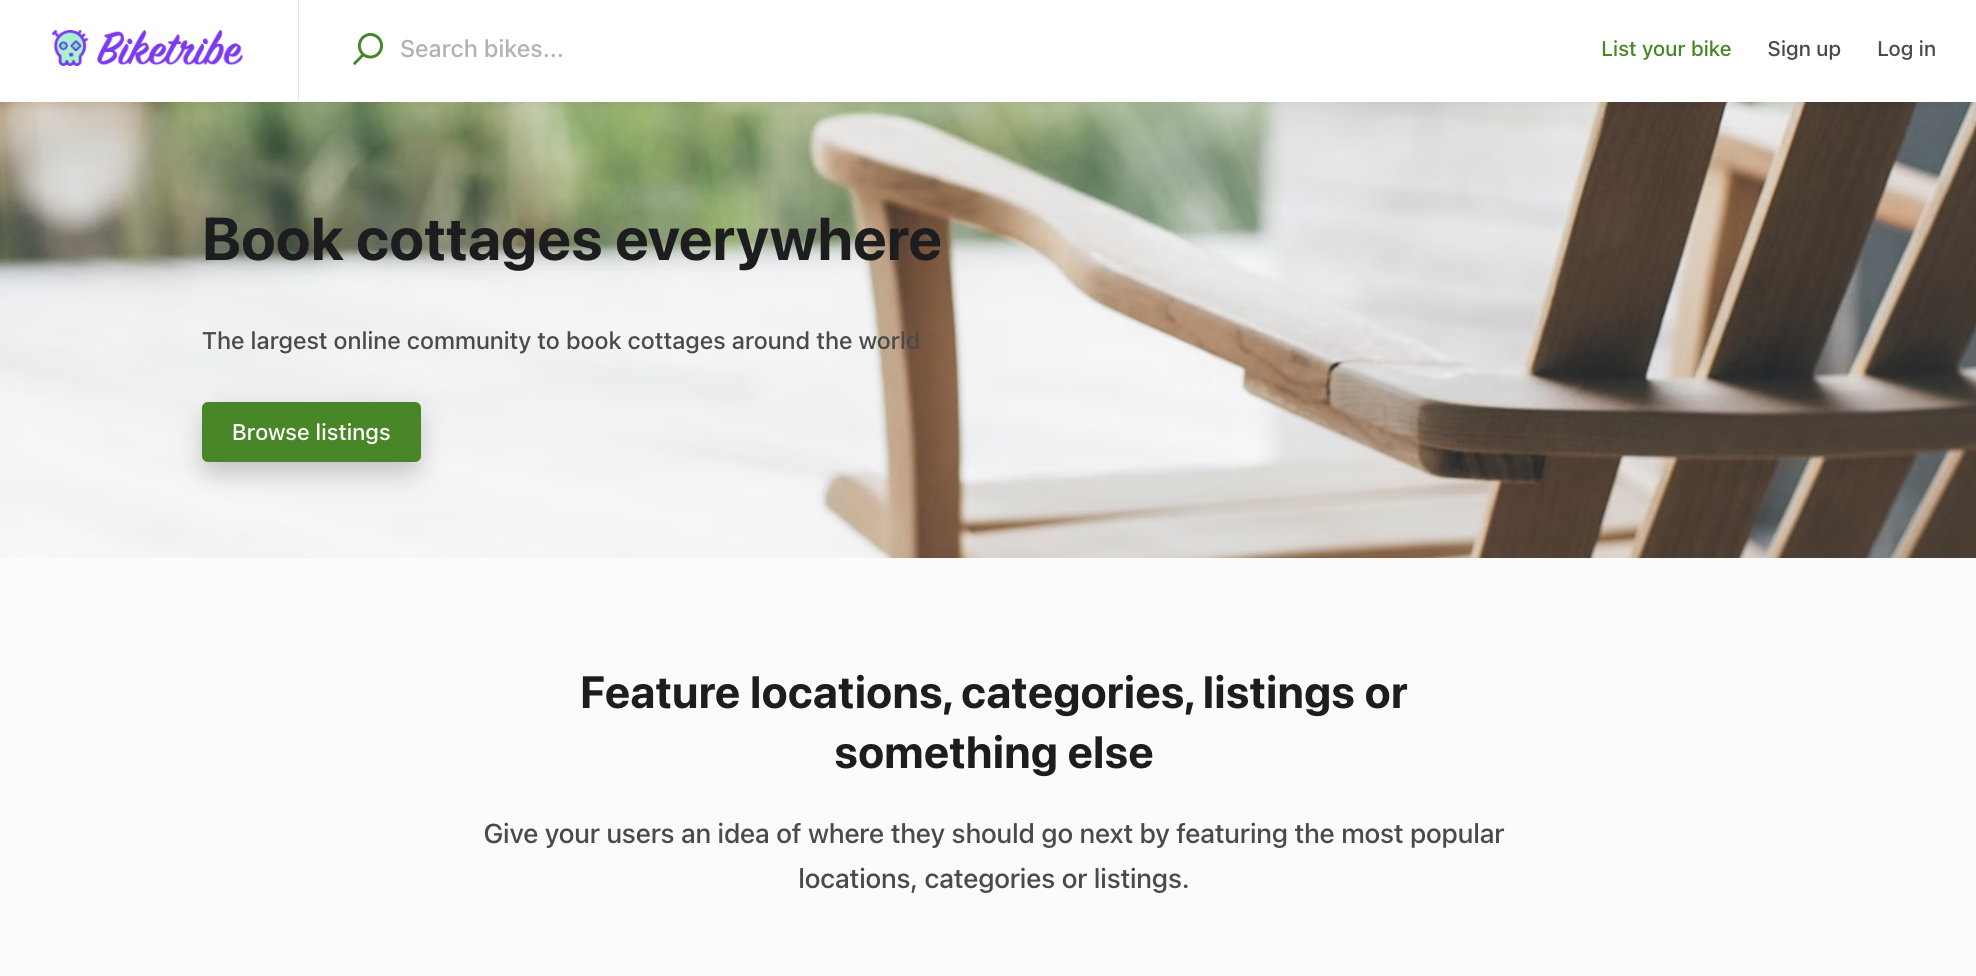 Biketribe
Search bikes...
List your bike
Sign up
Log in
Book cottages everywhere
The largest online community to book cottages around the world
Browse listings
Feature locations, categories, listings or
something else
Give your users an idea of where they should go next by featuring the most popular
locations, categories or listings.